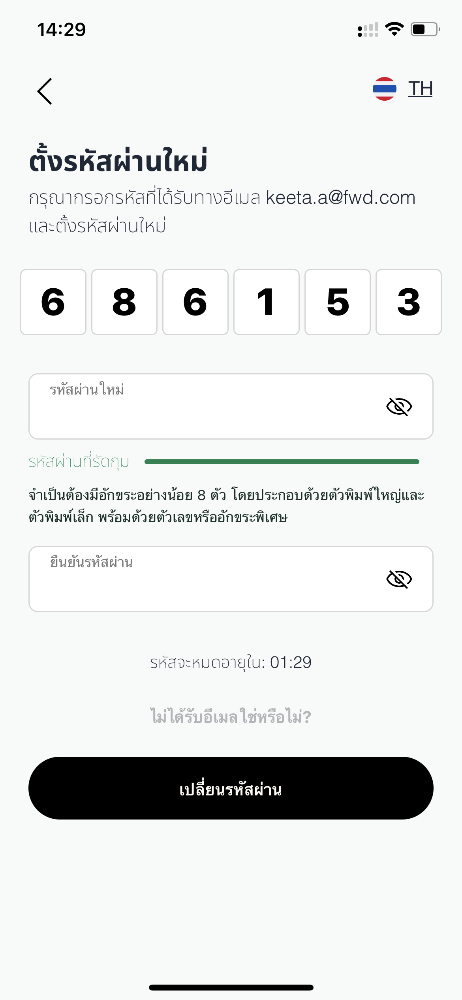 14:29
TH
ตั้งรหัสผ่านใหม่
กรุณากรอกรหัสที่ได้รับทางอีเมล keeta.a@fwd.com
และตั้งรหัสผ่านใหม่
6 8 6 1 5 3
รหัสผ่านใหม่
รหัสผ่านที่รัดกุม
จำเป็นต้องมีอักขระอย่างน้อย 8 ตัว โดยประกอบด้วยตัวพิมพ์ใหญ่และ
ตัวพิมพ์เล็ก พร้อมด้วยตัวเลขหรืออักขระพิเศษ
ยืนยันรหัสผ่าน
รหัสจะหมดอายุใน: 01:29
ไม่ได้รับอีเมลใช่หรือไม่?
เปลี่ยนรหัสผ่าน